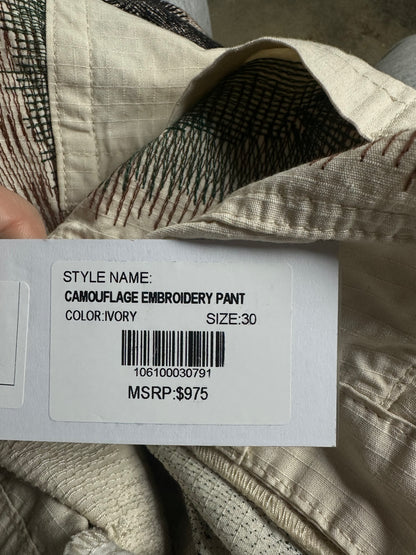 STYLE NAME:
CAMOUFLAGE EMBROIDERY PANT
COLOR:IVORY SIZE:30
106100030791
MSRP:$975